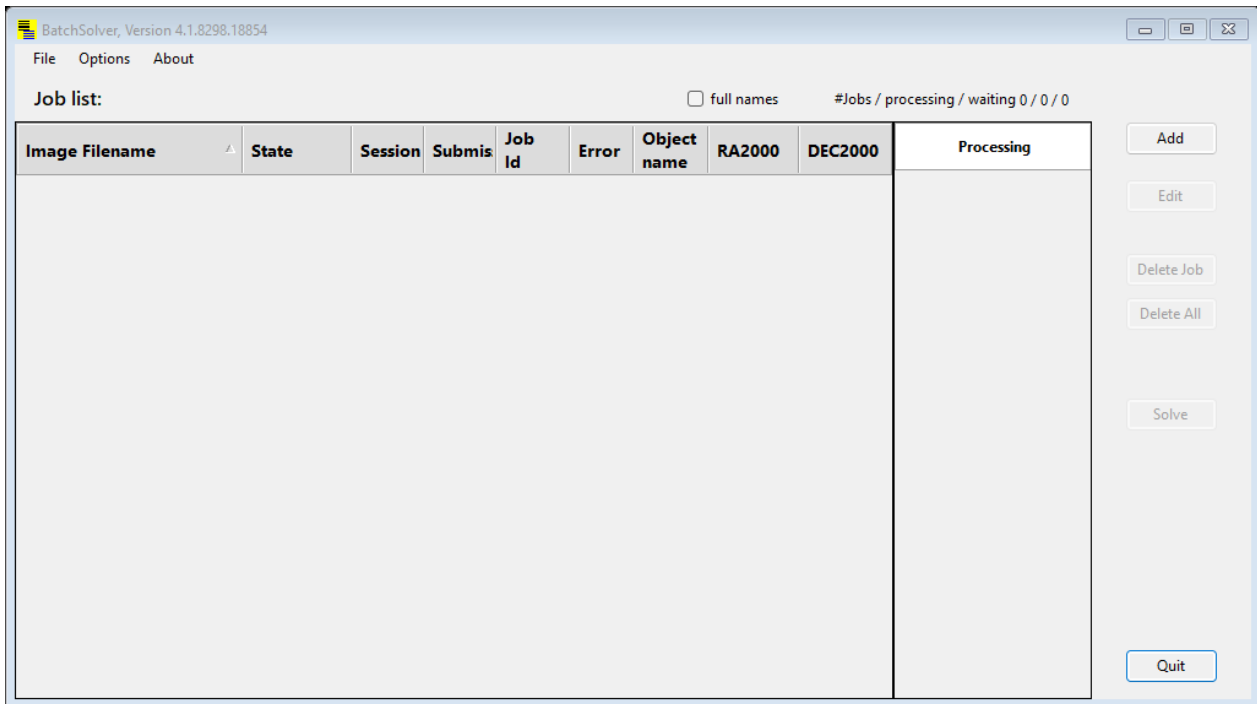 BatchSolver, Version 4.1.8298.18854
File Options About
Job list:
full names
#Jobs / processing / waiting 0 / 0 / 0
Image Filename State Session Submis Job Id Error Object name RA2000 DEC2000 Processing
Add
Edit
Delete Job
Delete All
Solve
Quit